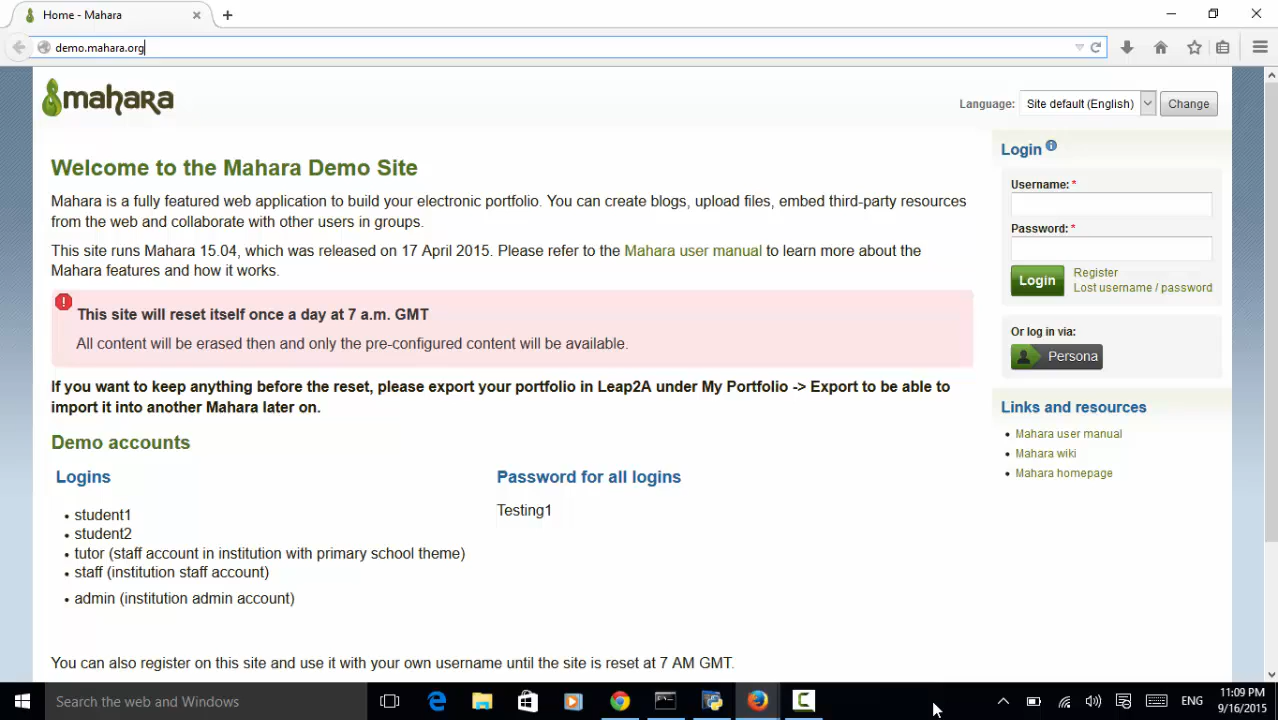 Home - Mahara
demo.mahara.org
mahara
Language: Site default (English) Change
Welcome to the Mahara Demo Site
Mahara is a fully featured web application to build your electronic portfolio. You can create blogs, upload files, embed third-party resources
from the web and collaborate with other users in groups.
This site runs Mahara 15.04, which was released on 17 April 2015. Please refer to the Mahara user manual to learn more about the
Mahara features and how it works.
This site will reset itself once a day at 7 a.m. GMT
All content will be erased then and only the pre-configured content will be available.
If you want to keep anything before the reset, please export your portfolio in Leap2A under My Portfolio -> Export to be able to
import it into another Mahara later on.
Demo accounts
Logins
student1
student2
tutor (staff account in institution with primary school theme)
staff (institution staff account)
admin (institution admin account)
Password for all logins
Testing1
You can also register on this site and use it with your own username until the site is reset at 7 AM GMT.
Login
Username: *
Password: *
Login
Register
Lost username / password
Or log in via:
Persona
Links and resources
Mahara user manual
Mahara wiki
Mahara homepage
Search the web and Windows
ENG
11:09 PM
9/16/2015